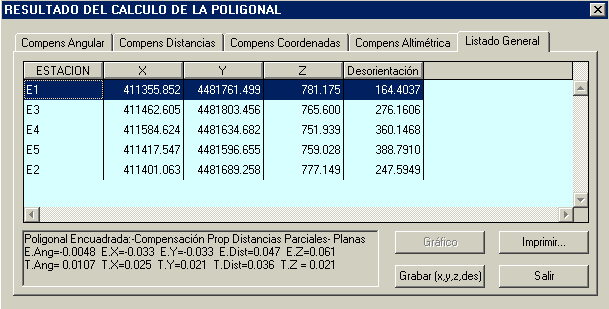 RESULTADO DEL CALCULO DE LA POLIGONAL
Compens Angular Compens Distancias Compens Coordenadas Compens Altimétrica Listado General
ESTACION X Y Z Desorientación
E1 411355.852 4481761.499 781.175 164.4037
E3 411462.605 4481803.456 765.600 276.1606
E4 411584.624 4481634.682 751.939 360.1468
E5 411417.547 4481596.655 759.028 388.7910
E2 411401.063 4481689.258 777.149 247.5949
Poligonal Encuadrada:-Compensación Prop Distancias Parciales- Planas
E.Ang=-0.0048 E.X=-0.033 E.Y=-0.033 E.Dist=0.047 E.Z=0.061
T.Ang= 0.0107 T.X=0.025 T.Y=0.021 T.Dist=0.036 T.Z = 0.021
Gráfico Imprimir...
Grabar (x,y,z,des) Salir